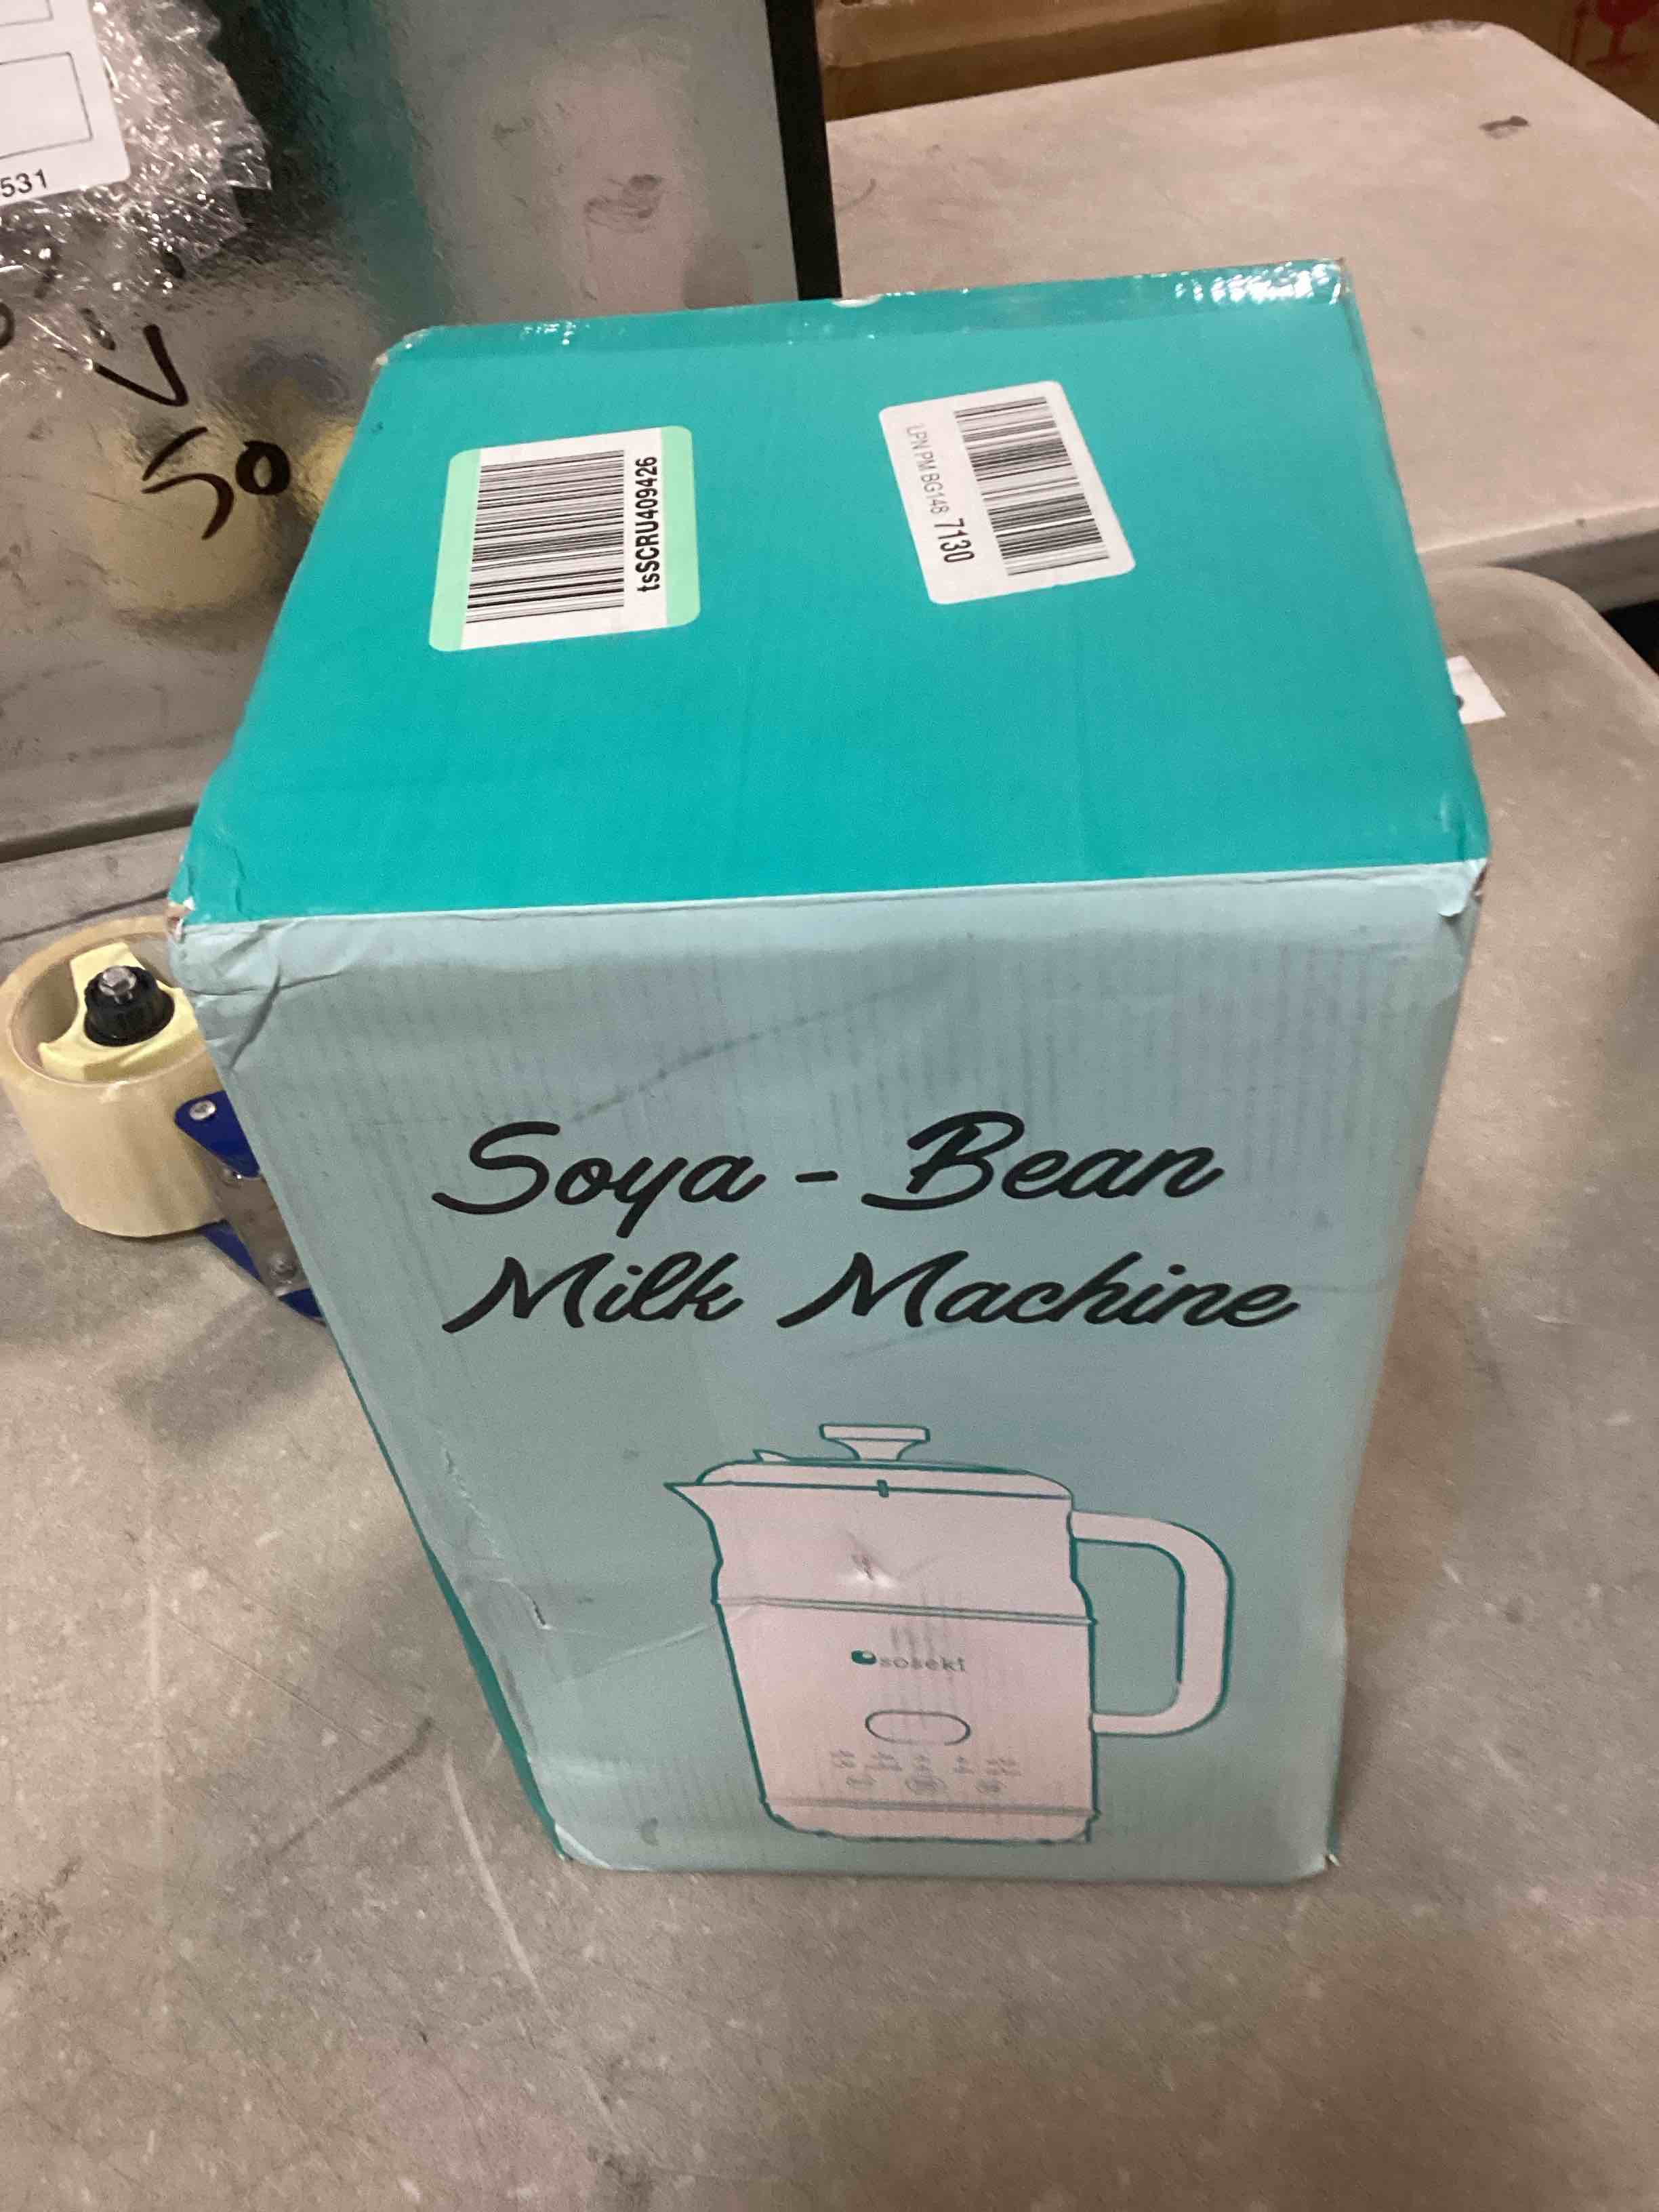 531
V
50
tsSCRU409426
LPNPMBG148 7130
Soya - Bean
Milk Machine
soseki